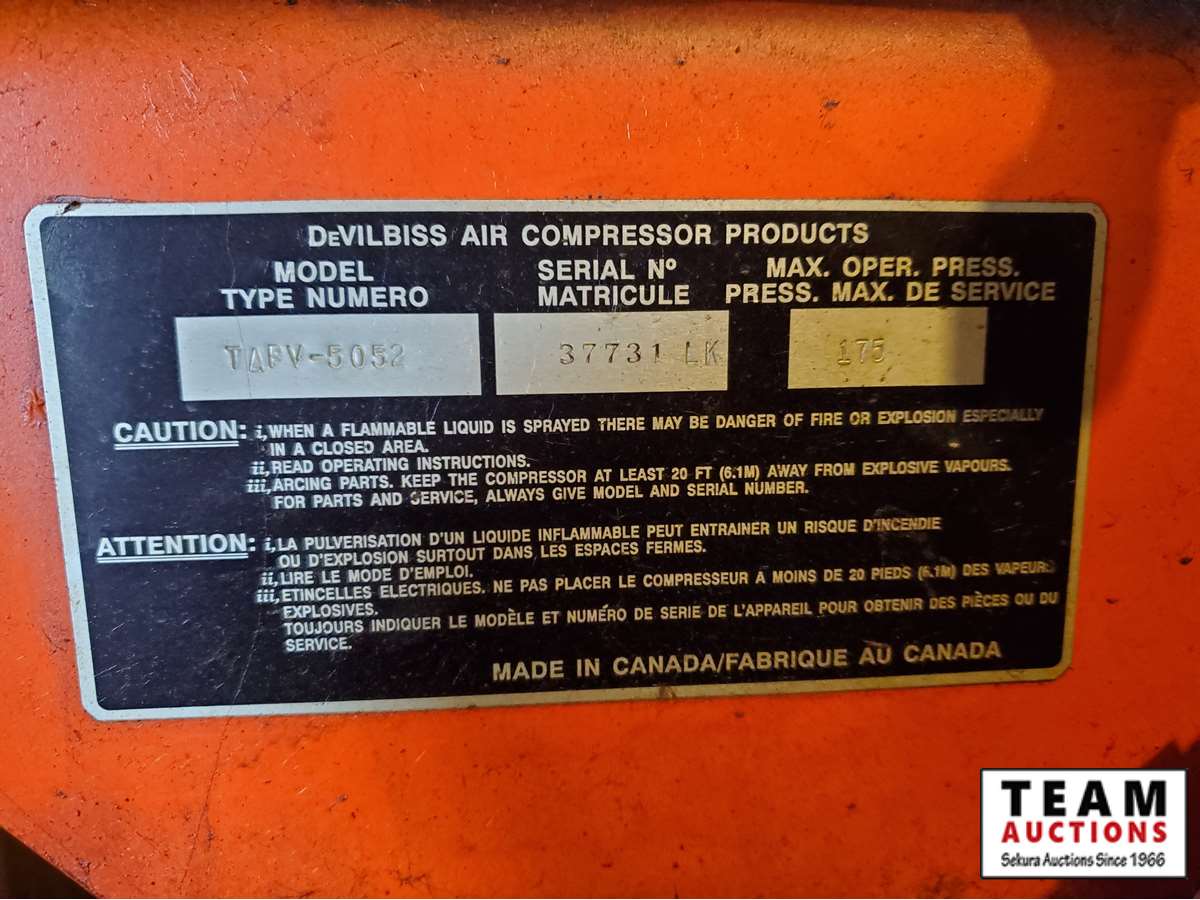 DEVILBISS AIR COMPRESSOR PRODUCTS
MODEL
TYPE NUMERO
SERIAL Nº
MATRICULE
MAX. OPER. PRESS.
PRESS. MAX. DE SERVICE
TAPV-5052
37731 LK
175
CAUTION: i, WHEN A FLAMMABLE LIQUID IS SPRAYED THERE MAY BE DANGER OF FIRE OR EXPLOSION ESPECIALLY
IN A CLOSED AREA.
ii, READ OPERATING INSTRUCTIONS.
iii, ARCING PARTS. KEEP THE COMPRESSOR AT LEAST 20 FT (6.1M) AWAY FROM EXPLOSIVE VAPOURS.
FOR PARTS AND SERVICE, ALWAYS GIVE MODEL AND SERIAL NUMBER.
ATTENTION: i, LA PULVERISATION D'UN LIQUIDE INFLAMMABLE PEUT ENTRAINER UN RISQUE D'INCENDIE
OU D'EXPLOSION SURTOUT DANS LES ESPACES FERMES.
ii, LIRE LE MODE D'EMPLOI.
iii, ETINCELLES ELECTRIQUES. NE PAS PLACER LE COMPRESSEUR A MOINS DE 20 PIEDS (6.1M) DES VAPEURS
EXPLOSIVES.
TOUJOURS INDIQUER LE MODÈLE ET NUMÉRO DE SERIE DE L'APPAREIL POUR OBTENIR DES PIÈCES OU DU
SERVICE.
MADE IN CANADA/FABRIQUE AU CANADA
TEAM
AUCTIONS
Sekura Auctions Since 1966